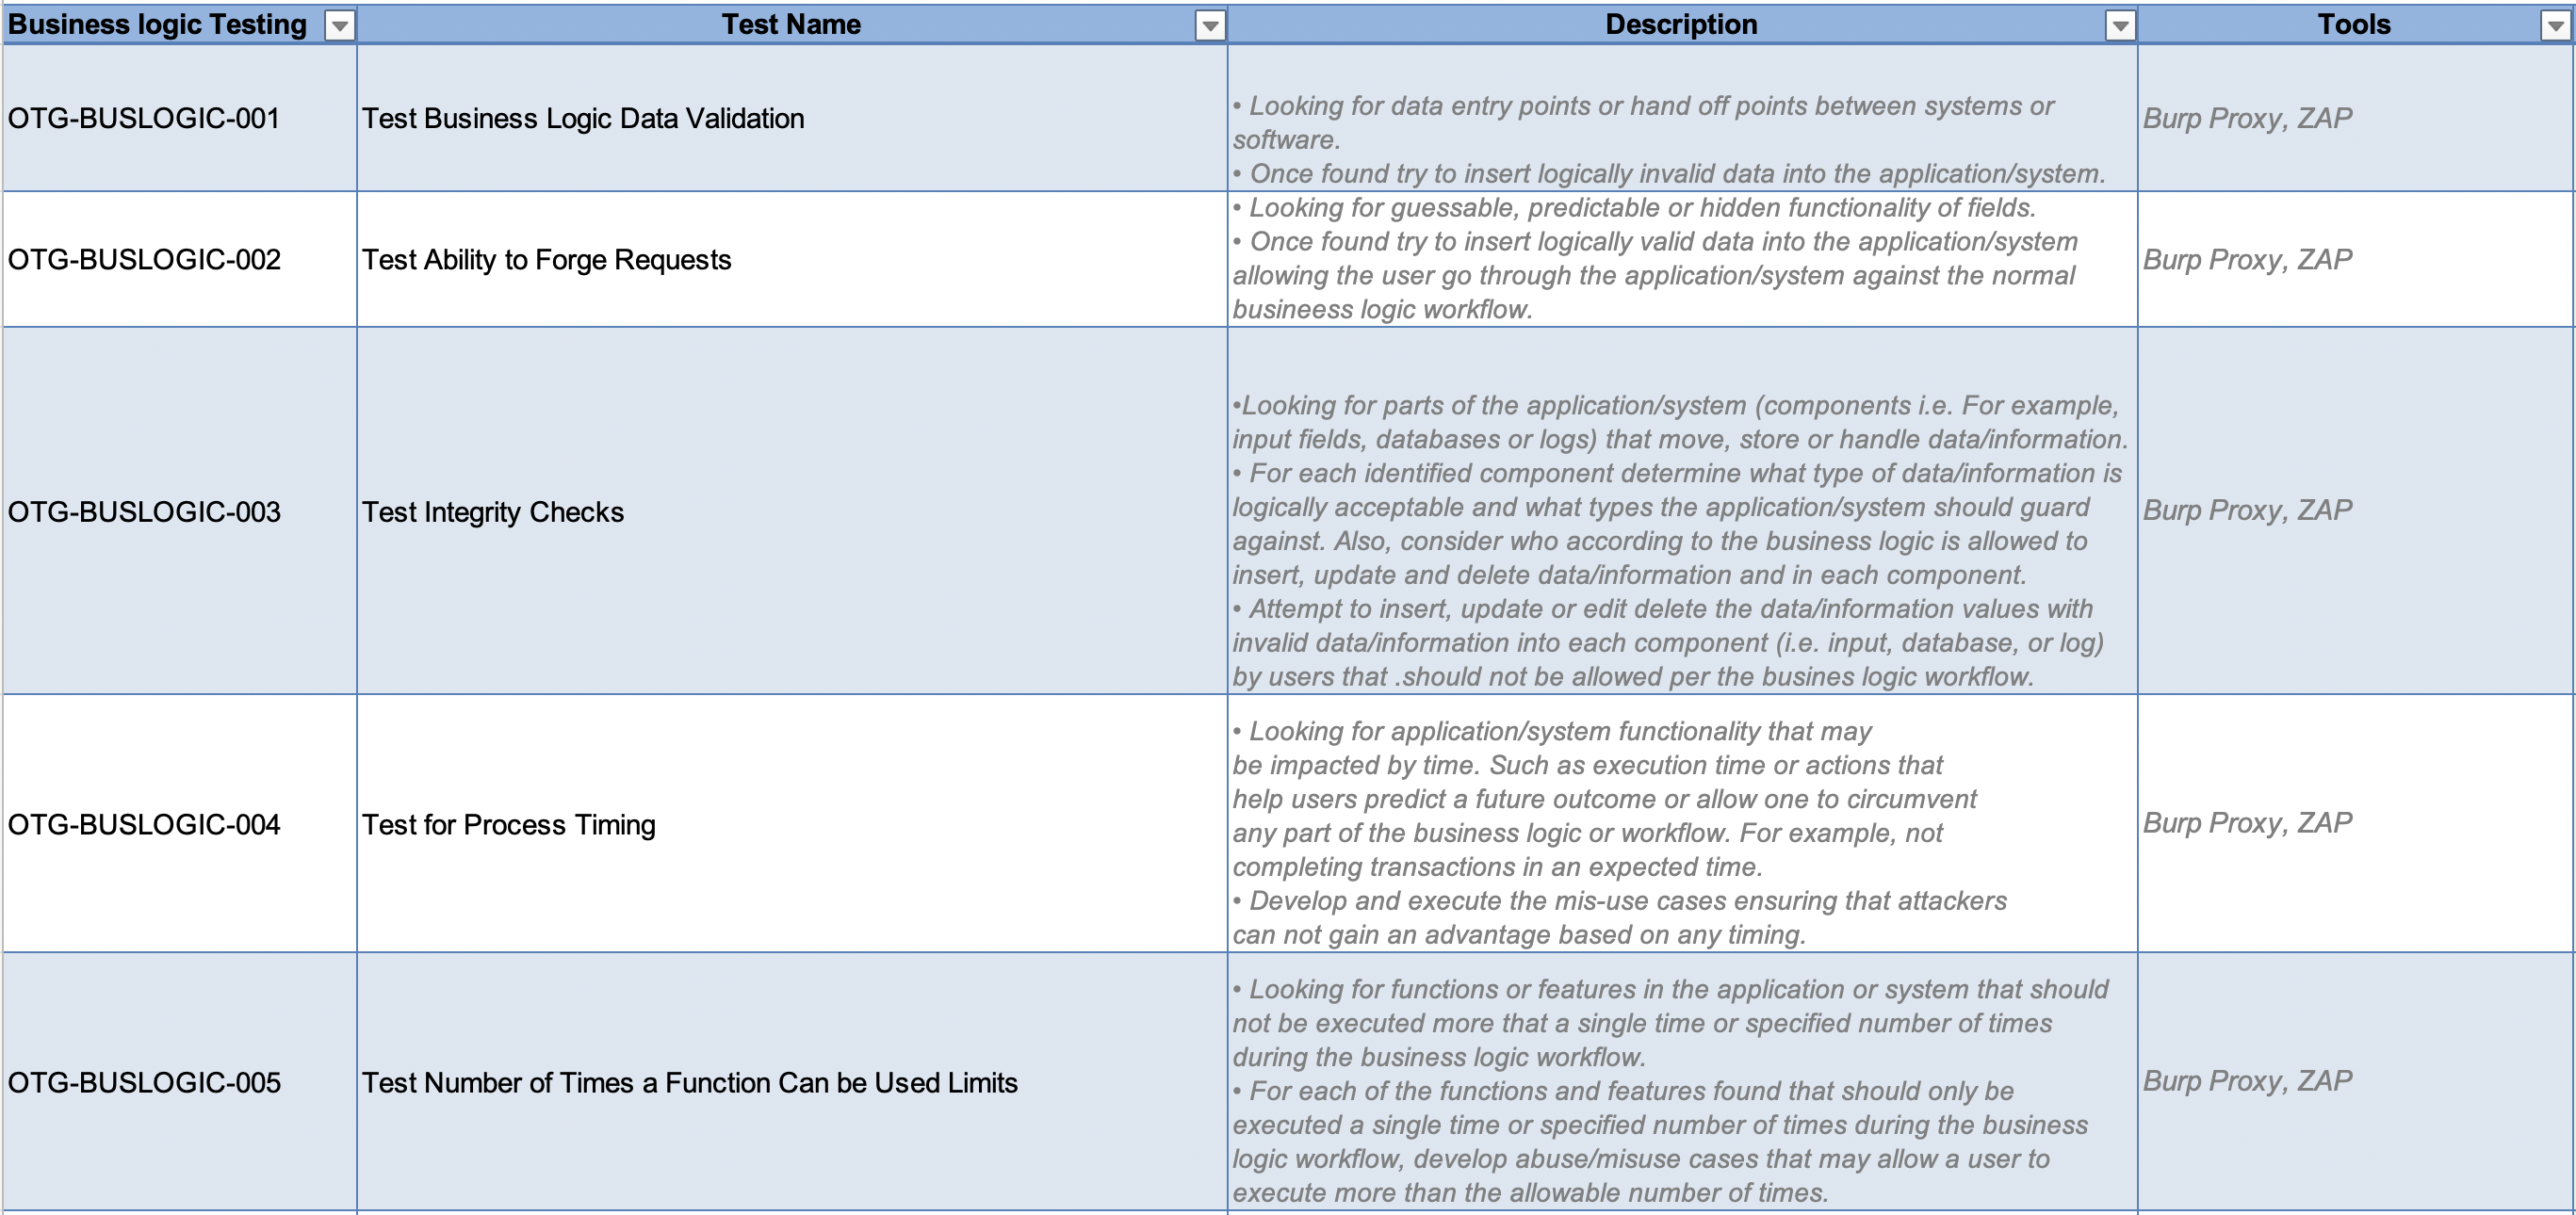 Business logic Testing
Test Name
Description
Tools
OTG-BUSLOGIC-001
Test Business Logic Data Validation
• Looking for data entry points or hand off points between systems or
software.
• Once found try to insert logically invalid data into the application/system.
Burp Proxy, ZAP
OTG-BUSLOGIC-002
Test Ability to Forge Requests
• Looking for guessable, predictable or hidden functionality of fields.
• Once found try to insert logically valid data into the application/system
allowing the user go through the application/system against the normal
busineess logic workflow.
Burp Proxy, ZAP
OTG-BUSLOGIC-003
Test Integrity Checks
•Looking for parts of the application/system (components i.e. For example,
input fields, databases or logs) that move, store or handle data/information.
• For each identified component determine what type of data/information is
logically acceptable and what types the application/system should guard
against. Also, consider who according to the business logic is allowed to
insert, update and delete data/information and in each component.
• Attempt to insert, update or edit delete the data/information values with
invalid data/information into each component (i.e. input, database, or log)
by users that .should not be allowed per the busines logic workflow.
Burp Proxy, ZAP
OTG-BUSLOGIC-004
Test for Process Timing
• Looking for application/system functionality that may
be impacted by time. Such as execution time or actions that
help users predict a future outcome or allow one to circumvent
any part of the business logic or workflow. For example, not
completing transactions in an expected time.
• Develop and execute the mis-use cases ensuring that attackers
can not gain an advantage based on any timing.
Burp Proxy, ZAP
OTG-BUSLOGIC-005
Test Number of Times a Function Can be Used Limits
• Looking for functions or features in the application or system that should
not be executed more that a single time or specified number of times
during the business logic workflow.
• For each of the functions and features found that should only be
executed a single time or specified number of times during the business
logic workflow, develop abuse/misuse cases that may allow a user to
execute more than the allowable number of times.
Burp Proxy, ZAP